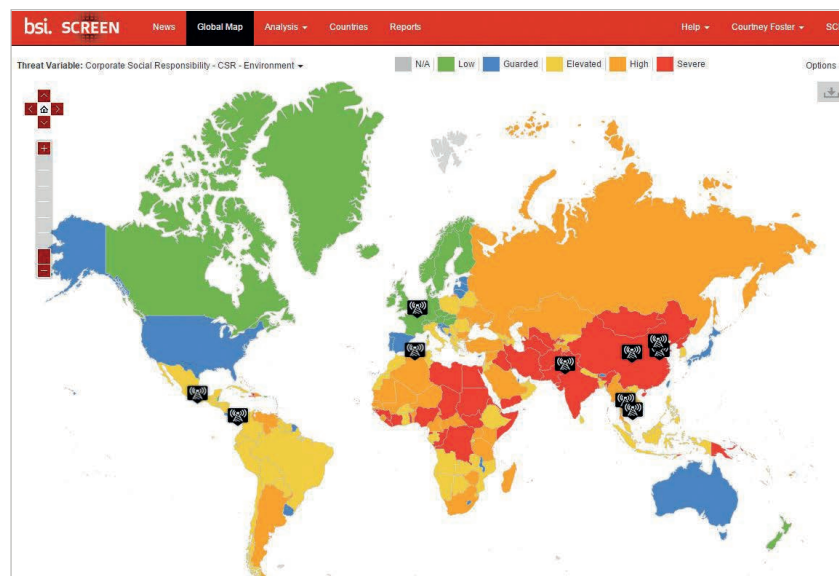 bsi. SCREEN News Global Map Analysis Countries Reports Help Courtney Foster SC
Threat Variable: Corporate Social Responsibility - CSR - Environment N/A Low Guarded Elevated High Severe Options